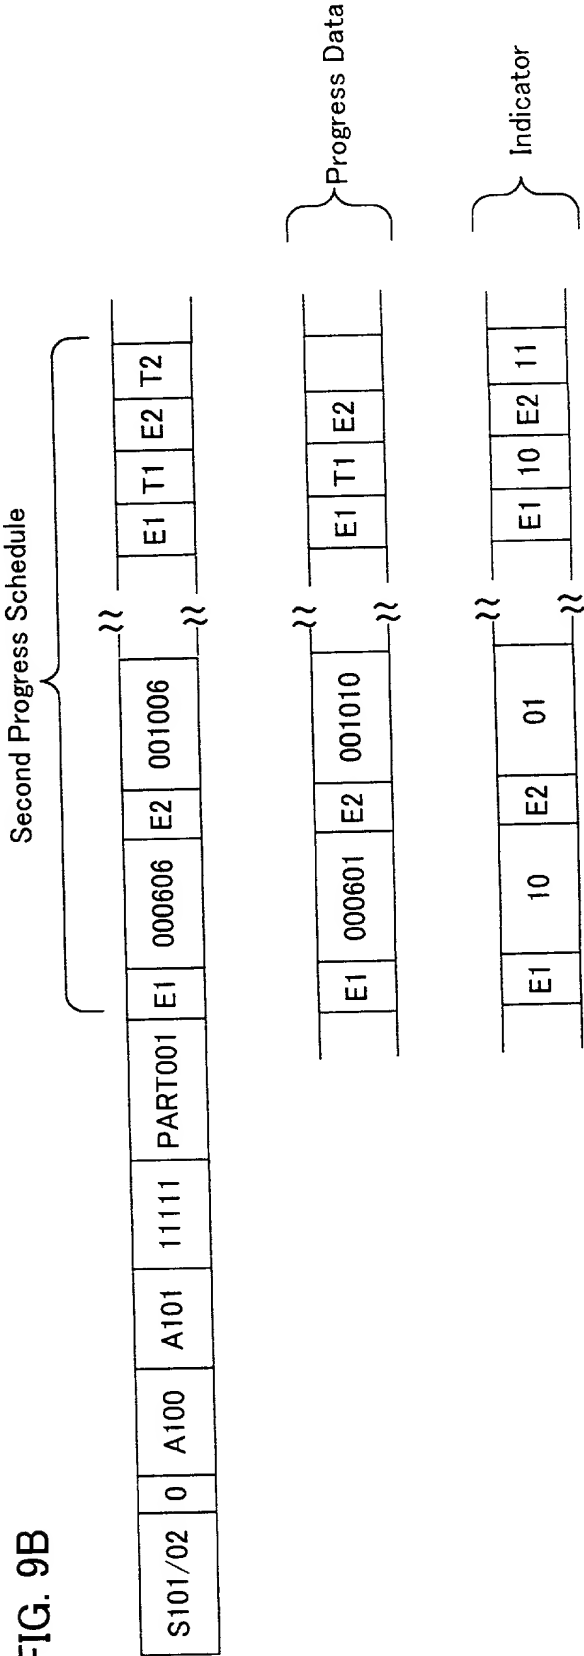 FIG. 9B
Second Progress Schedule
S101/02 0 A100 A101 11111 PART001 E1 000606 E2 001006 E1 T1 E2 T2
E1 000601 E2 001010 E1 T1 E2
Progress Data
E1 10 E2 01 E1 10 E2 11
Indicator